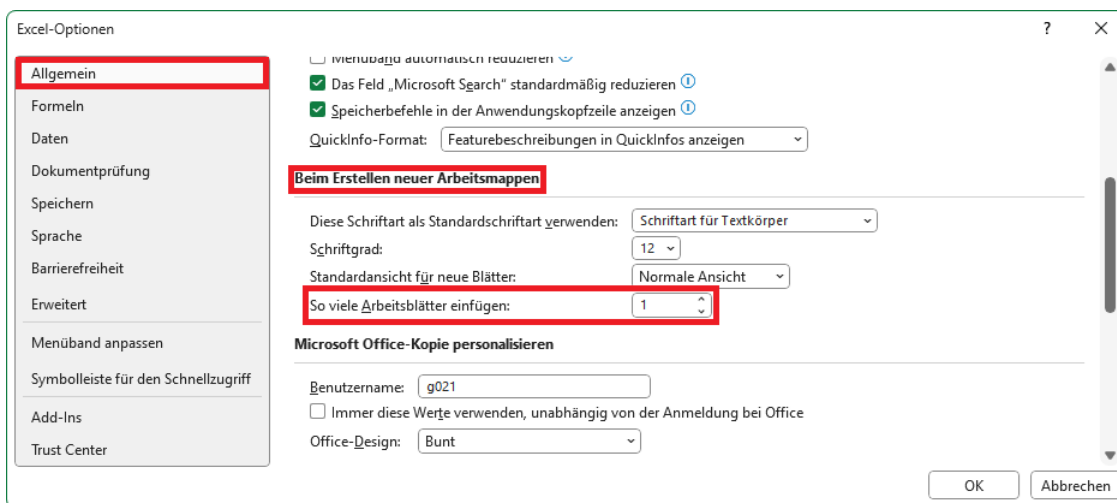 Excel-Optionen ?
Allgemein
Formeln
Daten
Dokumentprüfung
Speichern
Sprache
Barrierefreiheit
Erweitert
Menüband anpassen
Symbolleiste für den Schnellzugriff
Add-Ins
Trust Center
Menüband automatisch reduzieren
Das Feld „Microsoft Search" standardmäßig reduzieren
Speicherbefehle in der Anwendungskopfzeile anzeigen
QuickInfo-Format: Featurebeschreibungen in QuickInfos anzeigen
Beim Erstellen neuer Arbeitsmappen
Diese Schriftart als Standardschriftart verwenden: Schriftart für Textkörper
Schriftgrad: 12
Standardansicht für neue Blätter: Normale Ansicht
So viele Arbeitsblätter einfügen: 1
Microsoft Office-Kopie personalisieren
Benutzername: g021
Immer diese Werte verwenden, unabhängig von der Anmeldung bei Office
Office-Design: Bunt
OK Abbrechen